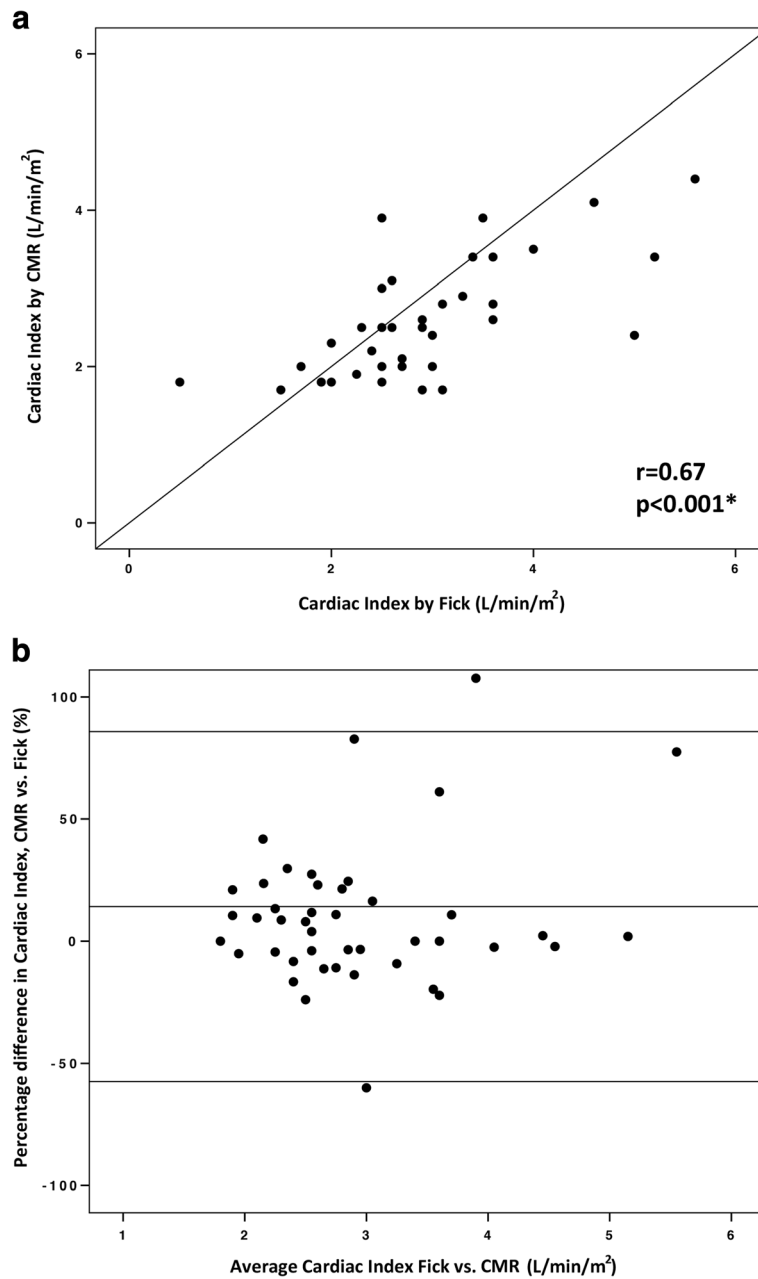 a
6
4
2
0
Cardiac Index by CMR (L/min/m²)
r=0.67
p<0.001*
0 2 4 6
Cardiac Index by Fick (L/min/m²)
b
100
50
0
-50
-100
Percentage difference in Cardiac Index, CMR vs. Fick (%)
1 2 3 4 5 6
Average Cardiac Index Fick vs. CMR (L/min/m²)